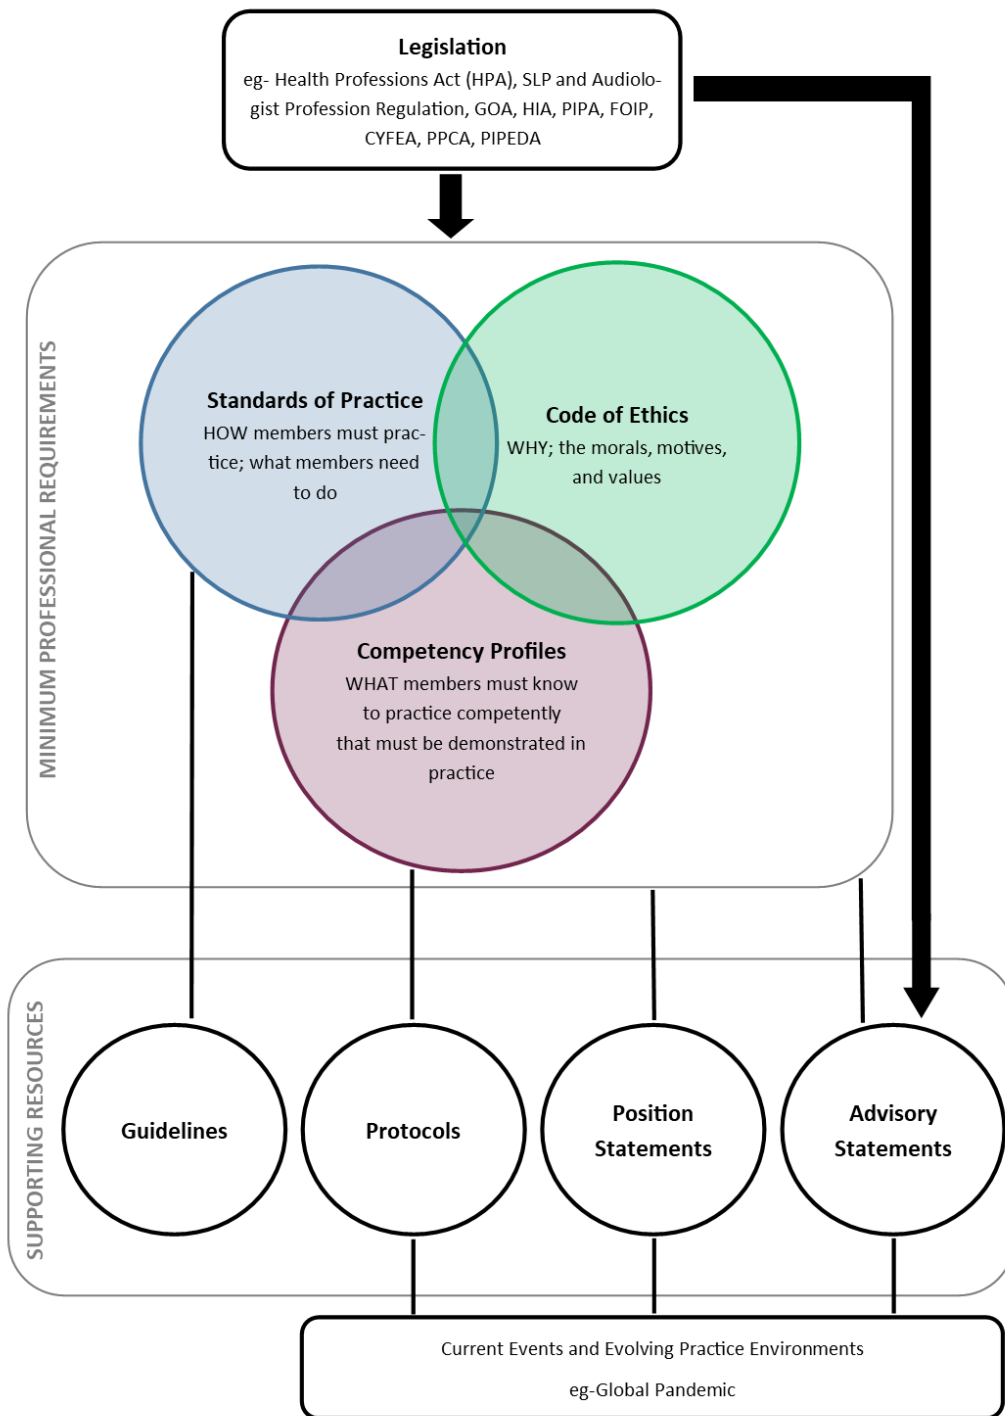 Legislation
eg- Health Professions Act (HPA), SLP and Audiolo-
gist Profession Regulation, GOA, HIA, PIPA, FOIP,
CYFEA, PPCA, PIPEDA
MINIMUM PROFESSIONAL REQUIREMENTS
Standards of Practice
HOW members must prac-
tice; what members need
to do
Code of Ethics
WHY; the morals, motives,
and values
Competency Profiles
WHAT members must know
to practice competently
that must be demonstrated in
practice
SUPPORTING RESOURCES
Guidelines
Protocols
Position
Statements
Advisory
Statements
Current Events and Evolving Practice Environments
eg-Global Pandemic